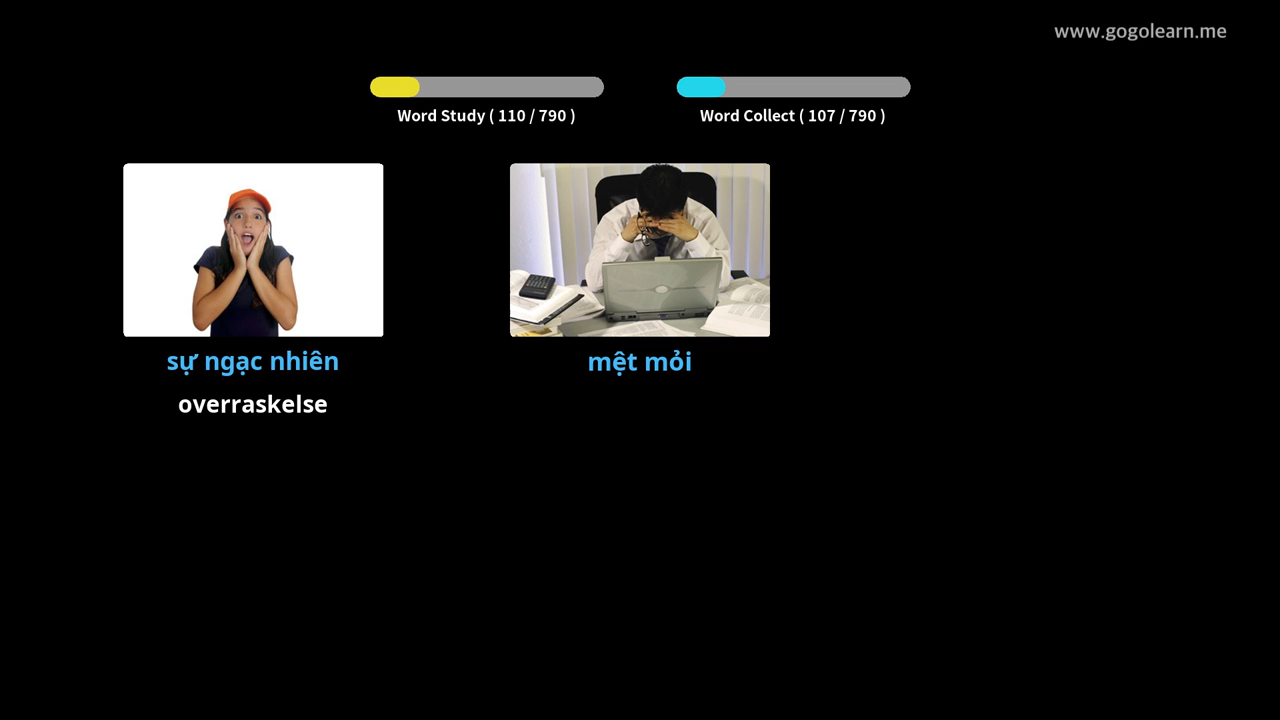 www.gogolearn.me
Word Study ( 110 / 790 )
Word Collect ( 107 / 790 )
sự ngạc nhiên
mệt mỏi
overraskelse